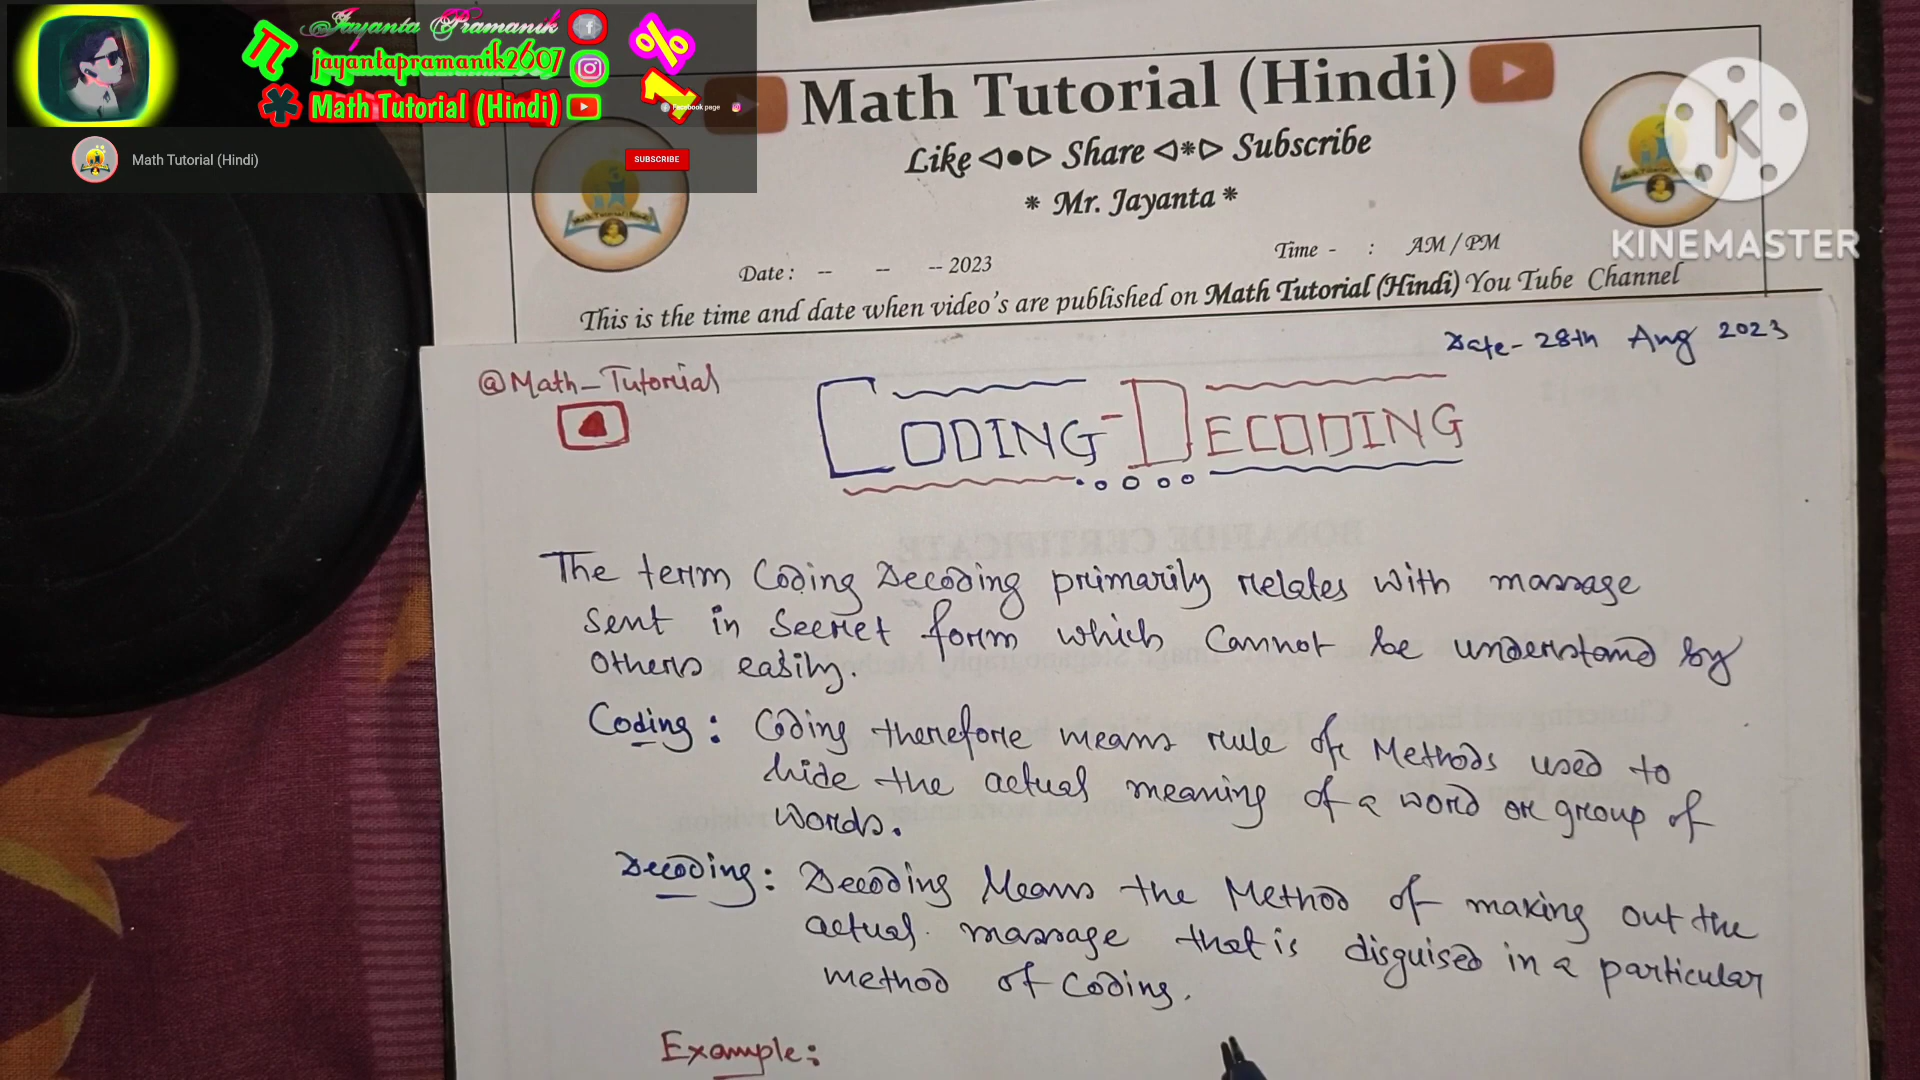 @Jayanta Pramanik
jayantapramanik2607
Math Tutorial (Hindi)
Facebook page
Math Tutorial (Hindi)
SUBSCRIBE
Math Tutorial (Hindi)
Like Share Subscribe
* Mr. Jayanta *
Date : -- -- -- 2023
Time - : AM / PM
This is the time and date when video's are published on Math Tutorial (Hindi) You Tube Channel
K
KINEMASTER
Date - 28th Aug 2023
@Math_Tutorial
CODING-DECODING
The term Coding Decoding primarily relates with massage
sent in Secret form which cannot be understand by
others easily.
Coding: Coding therefore means rule or Methods used to
hide the actual meaning of a word or group of
words.
Decoding: Decoding Means the Method of making out the
actual massage that is disguised in a particular
method of Coding.
Example: